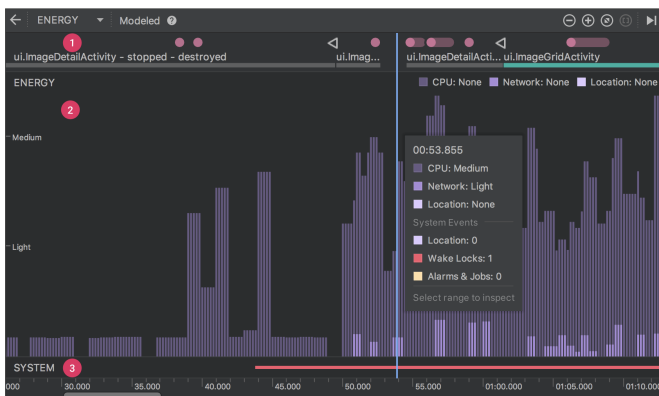 ENERGY Modeled ?
1
ui.ImageDetailActivity - stopped - destroyed ui.Imag... ui.ImageDetailActi... ui.ImageGridActivity
ENERGY CPU: None Network: None Location: None
2
Medium
00:53.855
CPU: Medium
Network: Light
Location: None
System Events
Light
Location: 0
Wake Locks: 1
Alarms & Jobs: 0
Select range to inspect
SYSTEM 3
.000 30.000 35.000 40.000 45.000 50.000 55.000 01:00.000 01:05.000 01:10.000